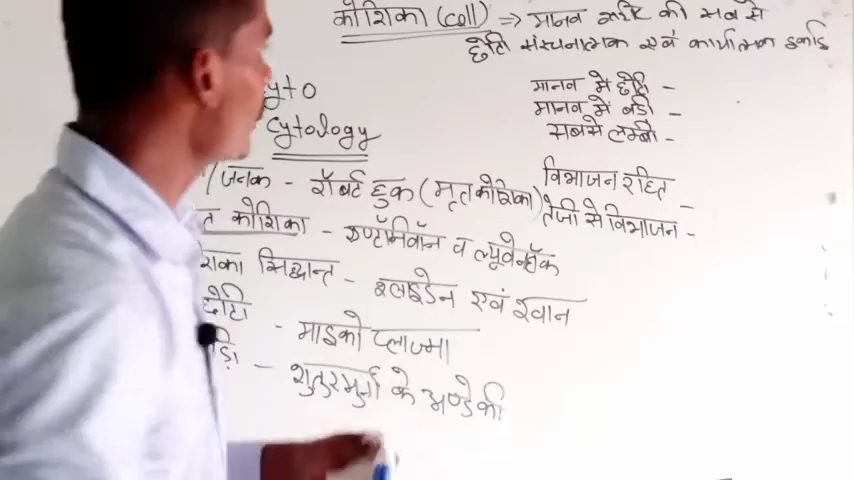 कोशिका (cell) ⇒ मानव शरीर की सबसे
छोटी संरचनात्मक एवं कार्यात्मक इकाई
मानव में छोटी -
मानव में बडी -
सबसे लम्बी -
yto
Cytology
विभाजन रहित -
तेजी से विभाजन -
/जनक - रॉबर्ट हुक (मृत कोशिका)
त कोशिका - एण्टॉनीवॉन व ल्यूवेन्हॉक
शिका सिद्धान्त - श्लाइडेन एवं श्वान
छोटी - माइको प्लाज्मा
ड़ी - शुतुरमुर्ग के अण्डे की